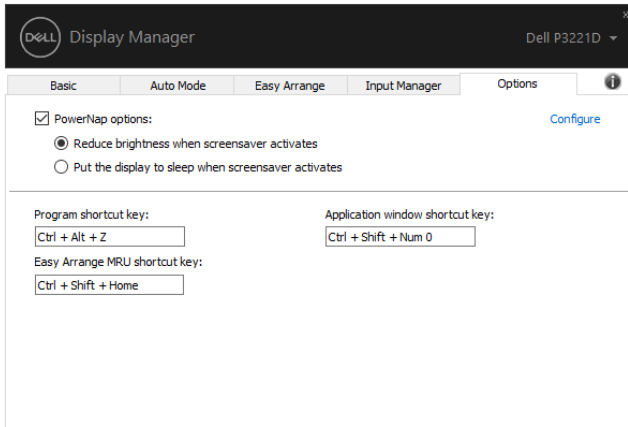 DELL Display Manager
Dell P3221D
Basic Auto Mode Easy Arrange Input Manager Options
PowerNap options:
Configure
Reduce brightness when screensaver activates
Put the display to sleep when screensaver activates
Program shortcut key:
Ctrl + Alt + Z
Application window shortcut key:
Ctrl + Shift + Num 0
Easy Arrange MRU shortcut key:
Ctrl + Shift + Home